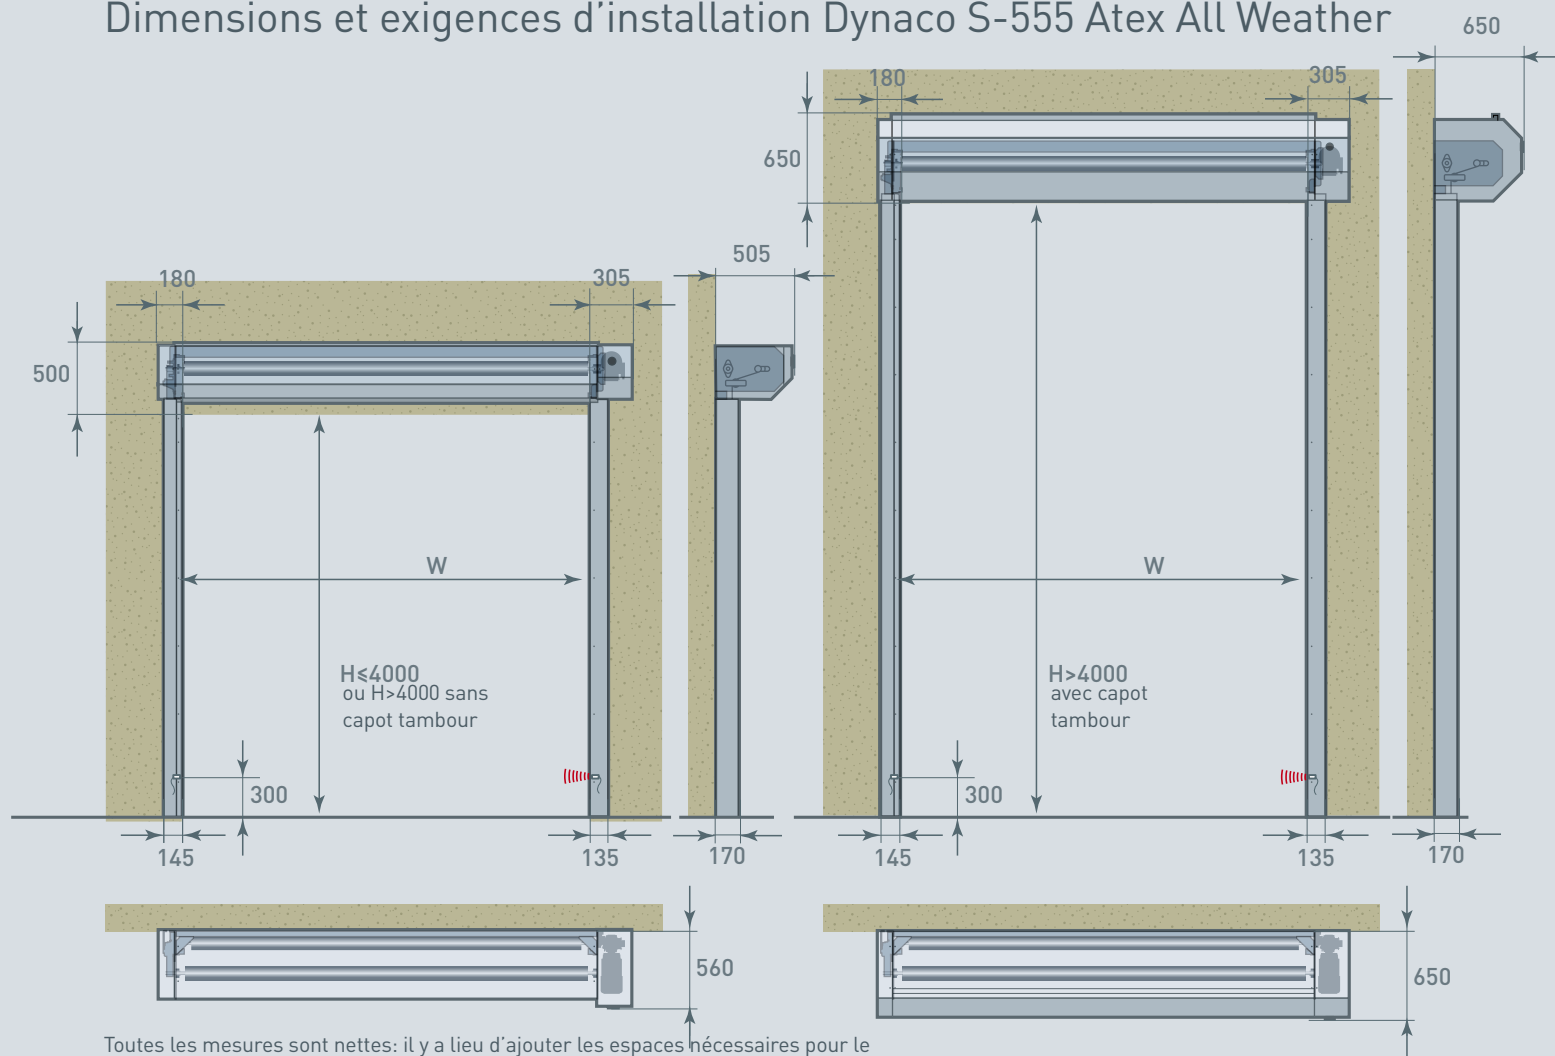 Dimensions et exigences d'installation Dynaco S-555 Atex All Weather
650
180
305
650
505
180
305
500
W
W
H≤4000
ou H>4000 sans
capot tambour
H>4000
avec capot
tambour
300
300
145
135
170
145
135
170
560
650
Toutes les mesures sont nettes: il y a lieu d'ajouter les espaces nécessaires pour le